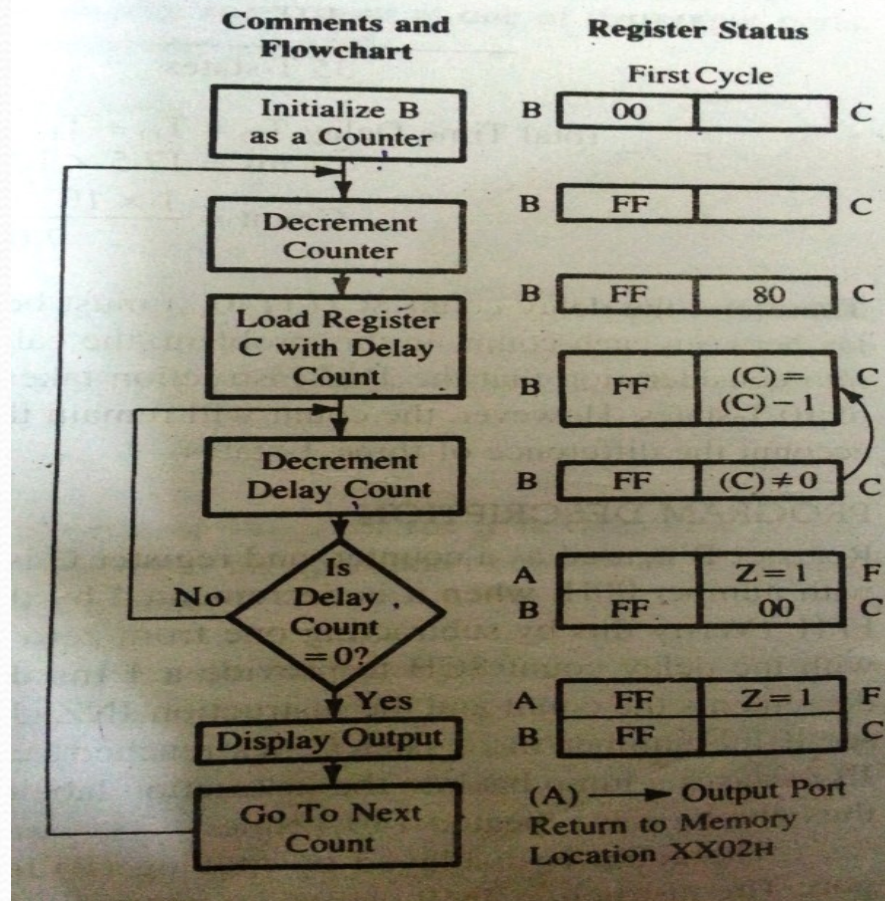 Comments and
Flowchart
Register Status
First Cycle
Initialize B
as a Counter
B 00 C
Decrement
Counter
B FF C
Load Register
C with Delay
Count
B FF 80 C
B FF (C) =
(C) − 1 C
Decrement
Delay Count
B FF (C) ≠ 0 C
Is
Delay
Count
= 0?
No
Yes
A Z = 1 F
B FF 00 C
Display Output
A FF Z = 1 F
B FF C
Go To Next
Count
(A) → Output Port
Return to Memory
Location XX02H